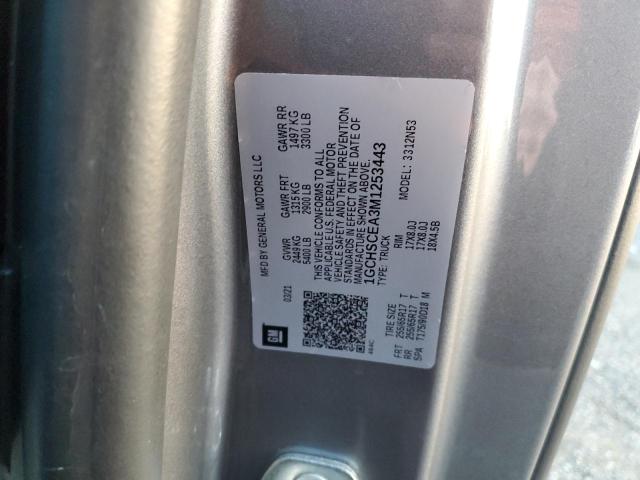 MFD BY GENERAL MOTORS LLC
03/21
GVWR GAWR FRT GAWR RR
2449 KG 1315 KG 1497 KG
5400 LB 2900 LB 3300 LB
THIS VEHICLE CONFORMS TO ALL
APPLICABLE U.S. FEDERAL MOTOR
VEHICLE SAFETY AND THEFT PREVENTION
STANDARDS IN EFFECT ON THE DATE OF
MANUFACTURE SHOWN ABOVE.
1GCHSCEA3M1253443
TYPE: TRUCK MODEL: 3312N53
GM
484C
TIRE SIZE RIM
FRT 255/65R17 T 17X8.0J
RR 255/65R17 T 17X8.0J
SPA T175/90D18 M 18X4.5B